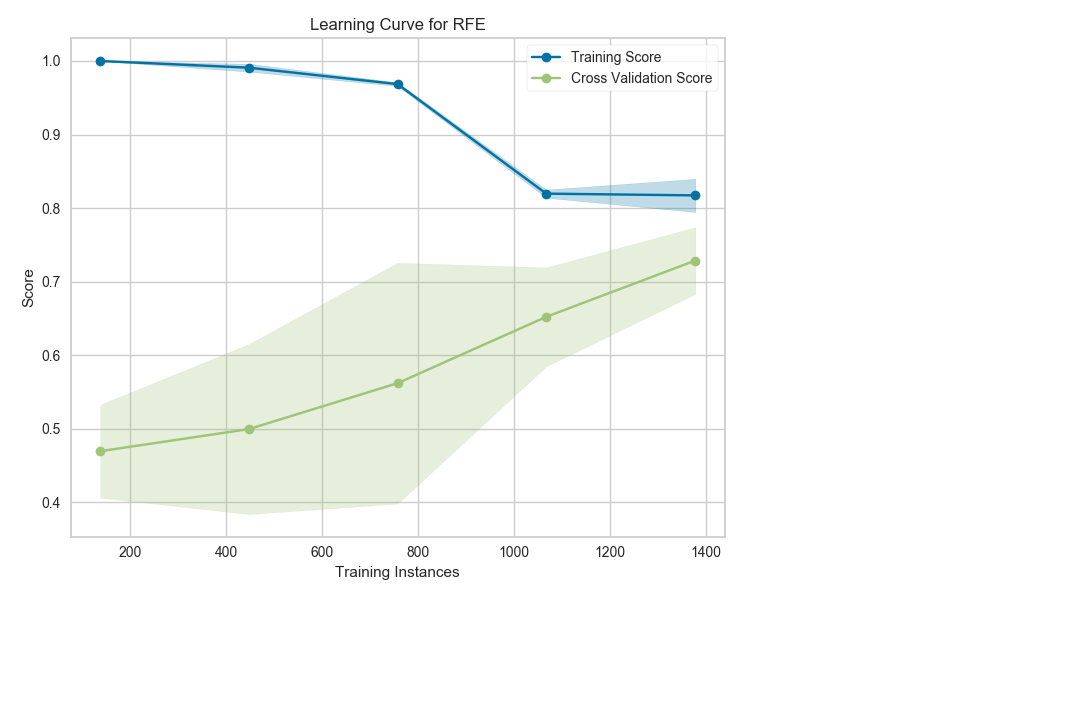 Learning Curve for RFE
Training Score
Cross Validation Score
1.0
0.9
0.8
0.7
0.6
0.5
0.4
Score
200 400 600 800 1000 1200 1400
Training Instances